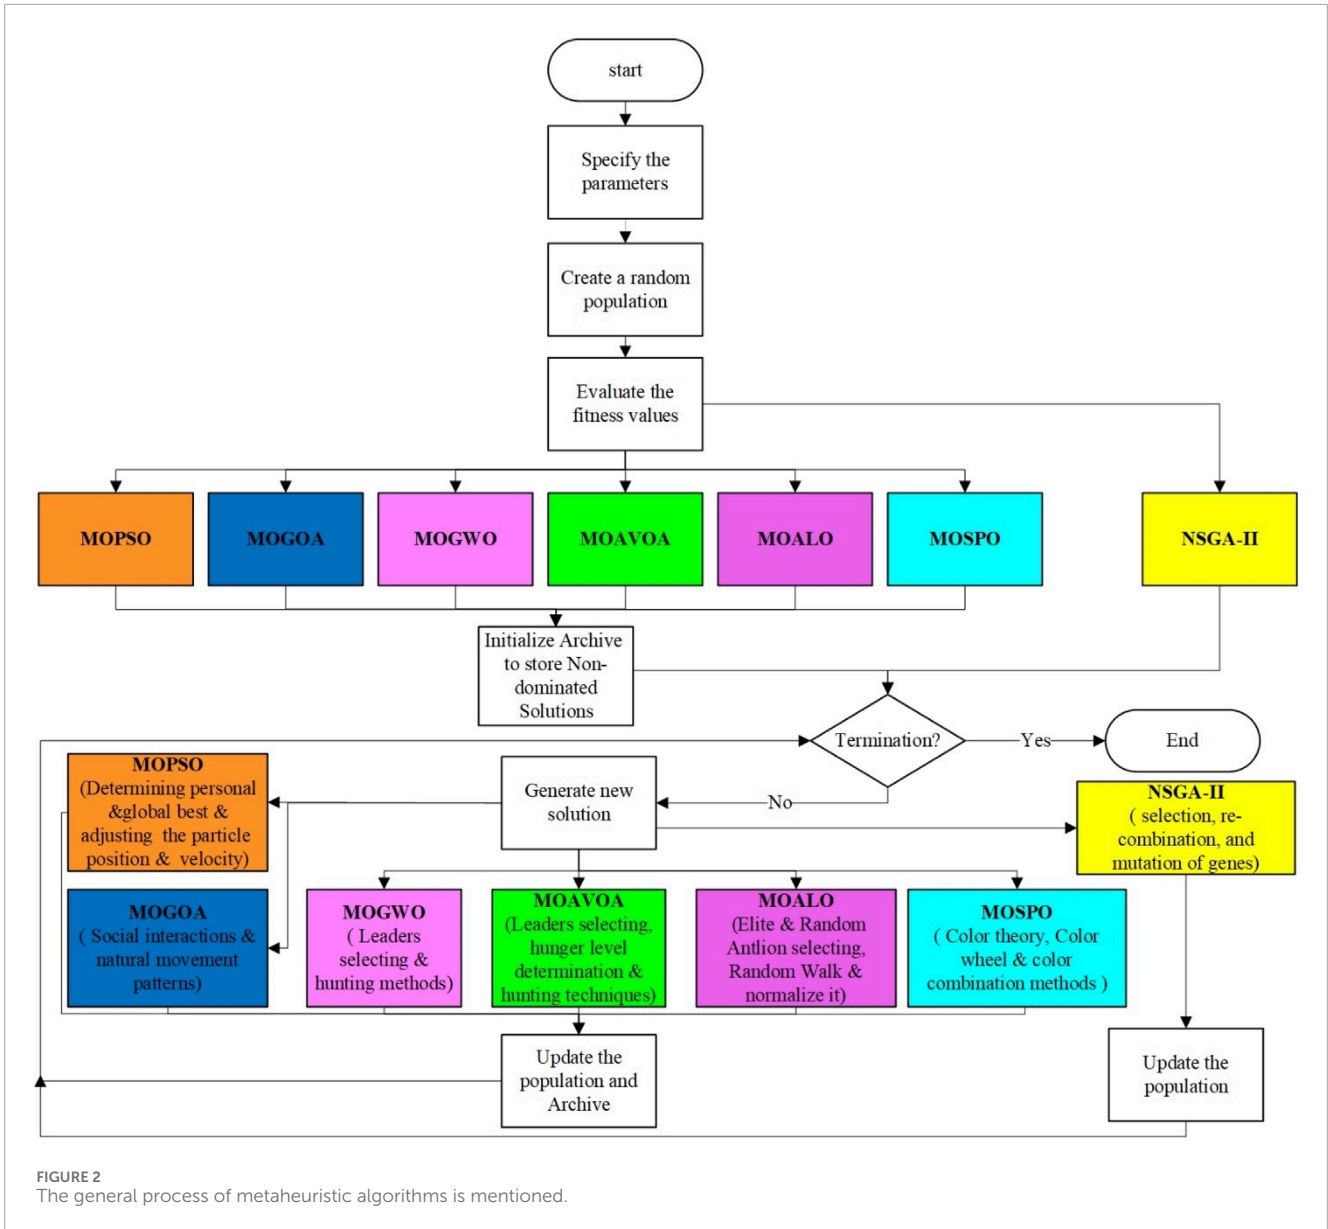 start
Specify the
parameters
Create a random
population
Evaluate the
fitness values
MOPSO
MOGOA
MOGWO
MOAVOA
MOALO
MOSPO
NSGA-II
Initialize Archive
to store Non-
dominated
Solutions
Termination?
Yes
End
No
Generate new
solution
MOPSO
(Determining personal
&global best &
adjusting the particle
position & velocity)
NSGA-II
( selection, re-
combination, and
mutation of genes)
MOGOA
( Social interactions &
natural movement
patterns)
MOGWO
( Leaders
selecting &
hunting methods)
MOAVOA
(Leaders selecting,
hunger level
determination &
hunting techniques)
MOALO
(Elite & Random
Antlion selecting,
Random Walk &
normalize it)
MOSPO
( Color theory, Color
wheel & color
combination methods )
Update the
population and
Archive
Update the
population
FIGURE 2
The general process of metaheuristic algorithms is mentioned.